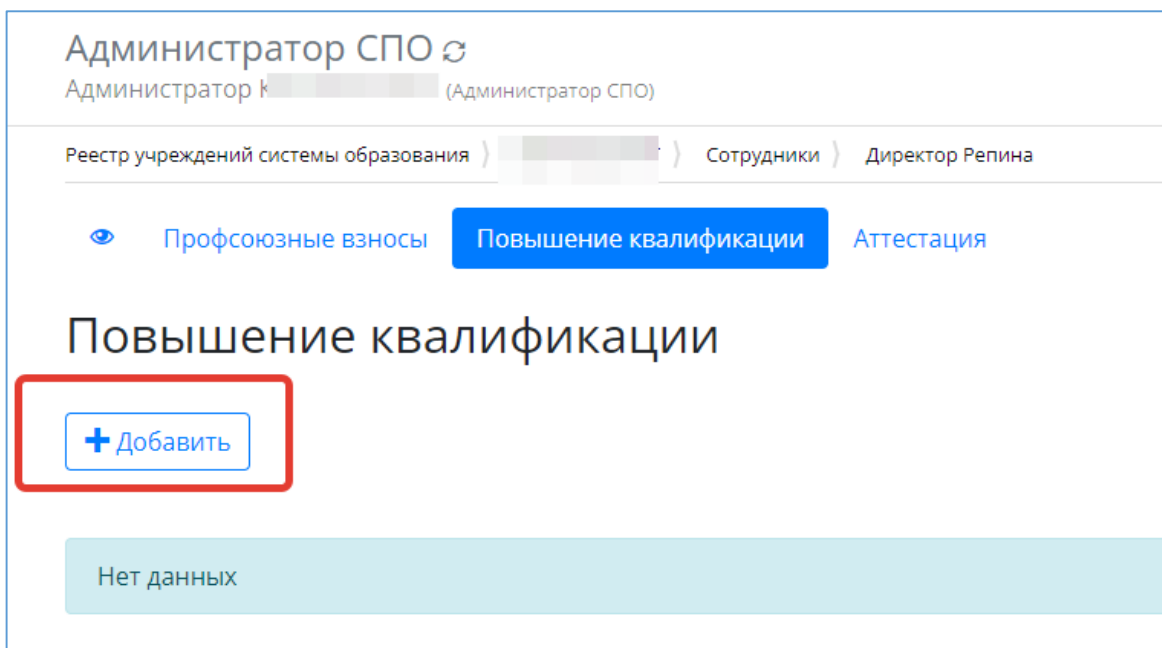 Администратор СПО
Администратор (Администратор СПО)
Реестр учреждений системы образования Сотрудники Директор Репина
Профсоюзные взносы Повышение квалификации Аттестация
Повышение квалификации
Добавить
Нет данных